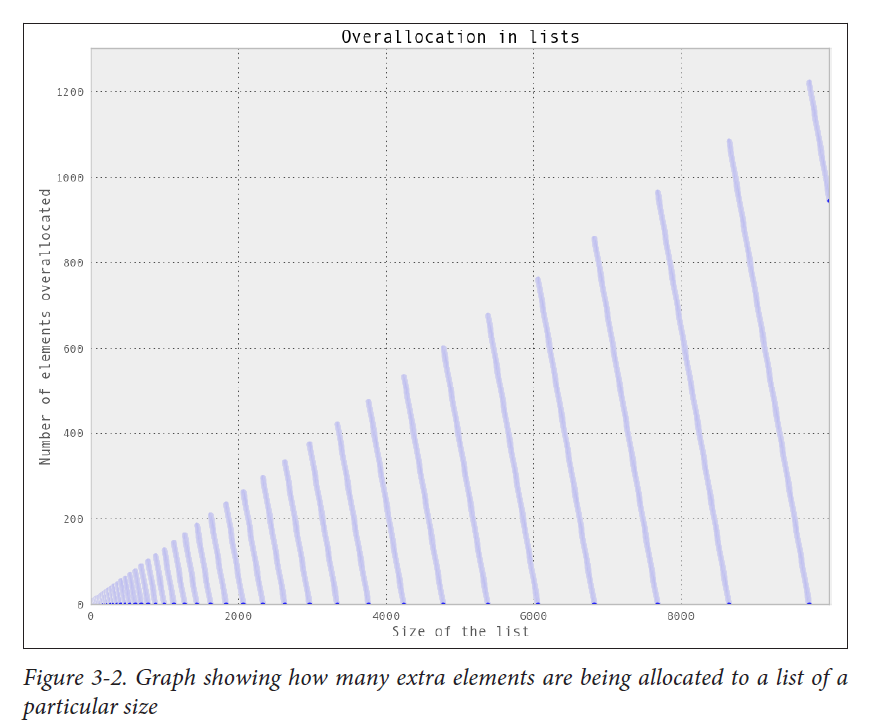 Overallocation in lists
1200
1000
800
600
400
200
0
Number of elements overallocated
0 2000 4000 6000 8000
Size of the list
Figure 3-2. Graph showing how many extra elements are being allocated to a list of a
particular size